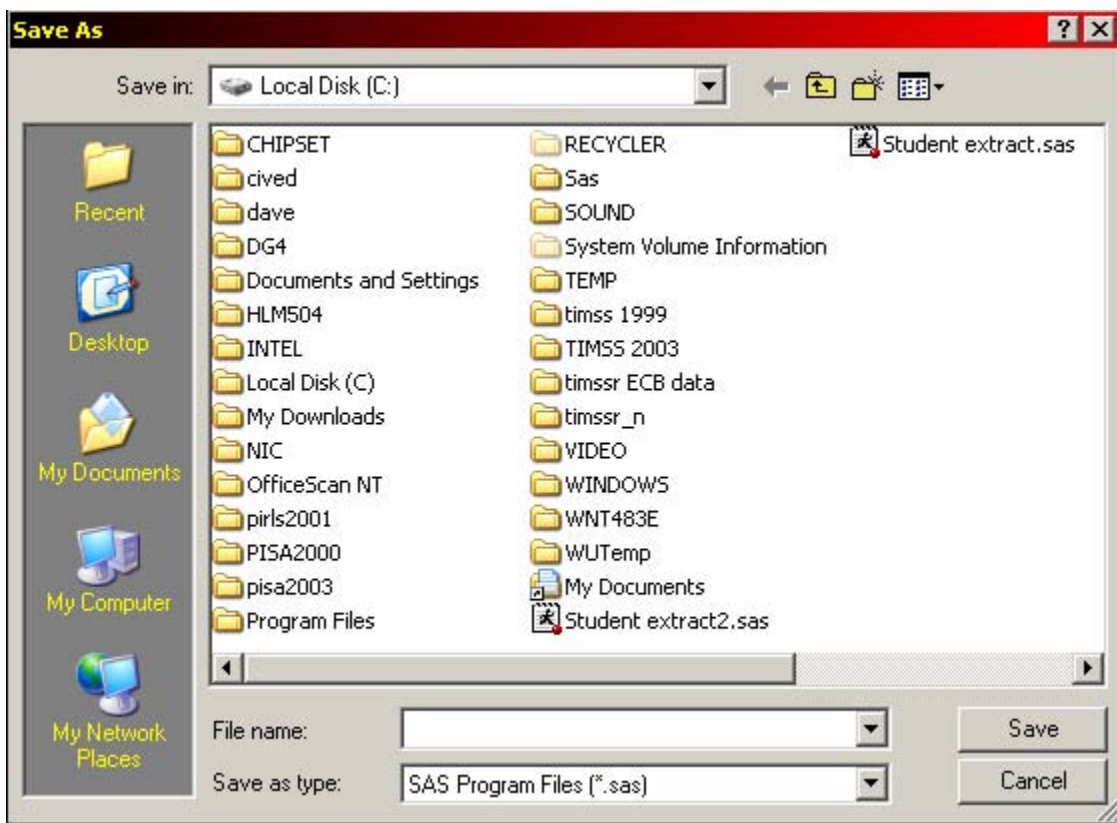 Save As
Save in:
Local Disk (C:)
Recent
Desktop
My Documents
My Computer
My Network
Places
CHIPSET
cived
dave
DG4
Documents and Settings
HLM504
INTEL
Local Disk (C)
My Downloads
NIC
OfficeScan NT
pirls2001
PISA2000
pisa2003
Program Files
RECYCLER
Sas
SOUND
System Volume Information
TEMP
timss 1999
TIMSS 2003
timssr ECB data
timssr_n
VIDEO
WINDOWS
WNT483E
WUTemp
My Documents
Student extract2.sas
Student extract.sas
File name:
Save
Save as type:
SAS Program Files (*.sas)
Cancel